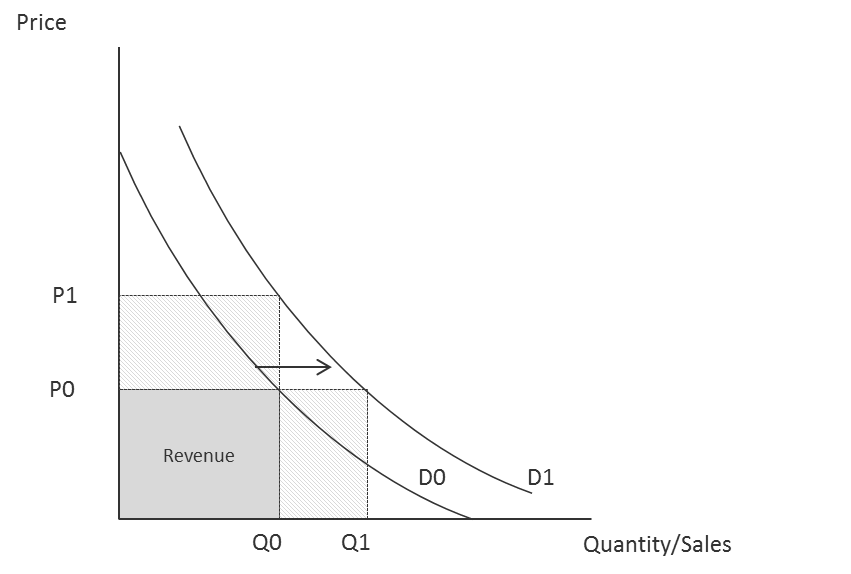 Price
P1
P0
Revenue
D0
D1
Q0
Q1
Quantity/Sales